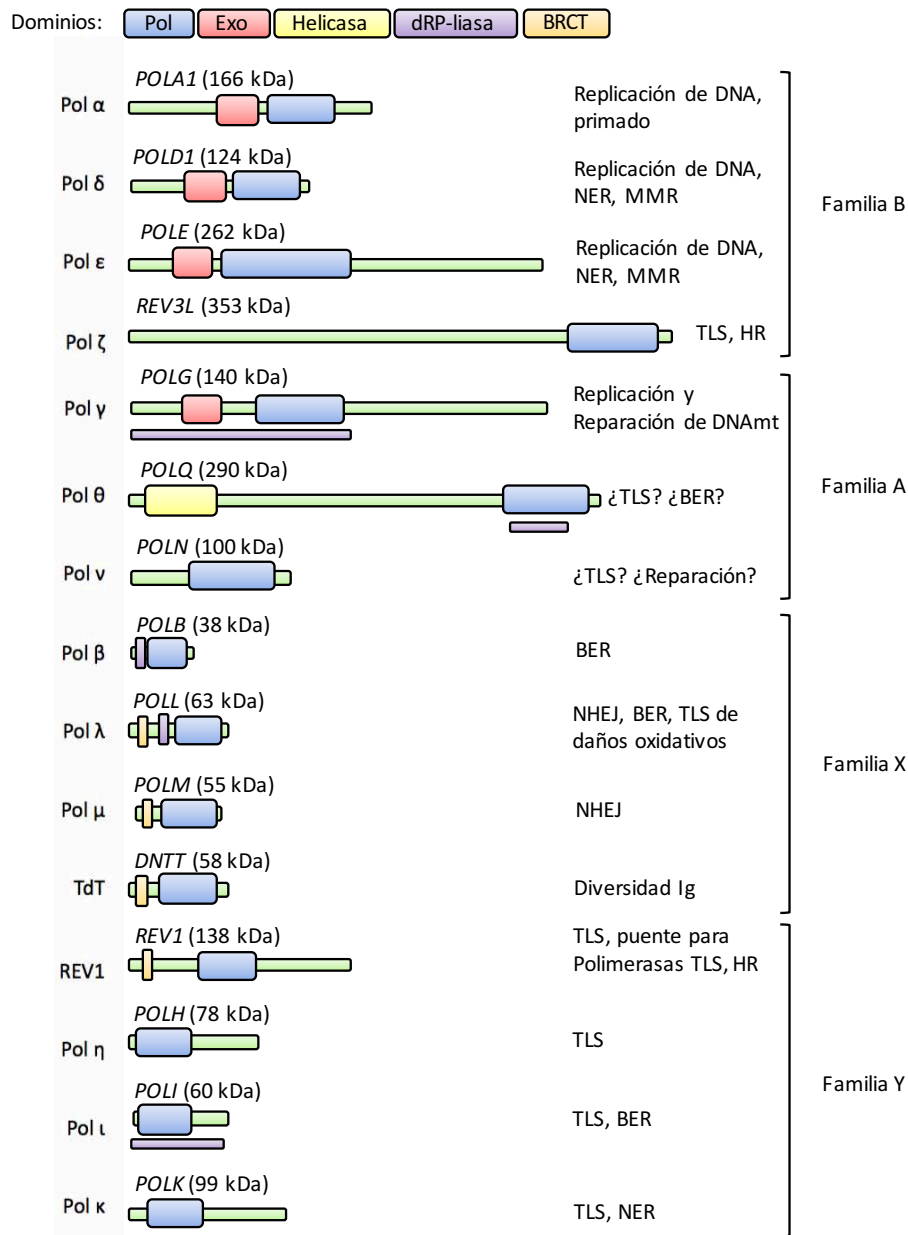 Dominios: Pol Exo Helicasa dRP-liasa BRCT
POLA1 (166 kDa)
Pol α
Replicación de DNA,
primado
POLD1 (124 kDa)
Pol δ
Replicación de DNA,
NER, MMR
POLE (262 kDa)
Pol ε
Replicación de DNA,
NER, MMR
REV3L (353 kDa)
Pol ζ
TLS, HR
Familia B
POLG (140 kDa)
Pol γ
Replicación y
Reparación de DNAmt
POLQ (290 kDa)
Pol θ
¿TLS? ¿BER?
POLN (100 kDa)
Pol ν
¿TLS? ¿Reparación?
Familia A
POLB (38 kDa)
Pol β
BER
POLL (63 kDa)
Pol λ
NHEJ, BER, TLS de
daños oxidativos
POLM (55 kDa)
Pol μ
NHEJ
DNTT (58 kDa)
TdT
Diversidad Ig
Familia X
REV1 (138 kDa)
REV1
TLS, puente para
Polimerasas TLS, HR
POLH (78 kDa)
Pol η
TLS
POLI (60 kDa)
Pol ι
TLS, BER
POLK (99 kDa)
Pol κ
TLS, NER
Familia Y